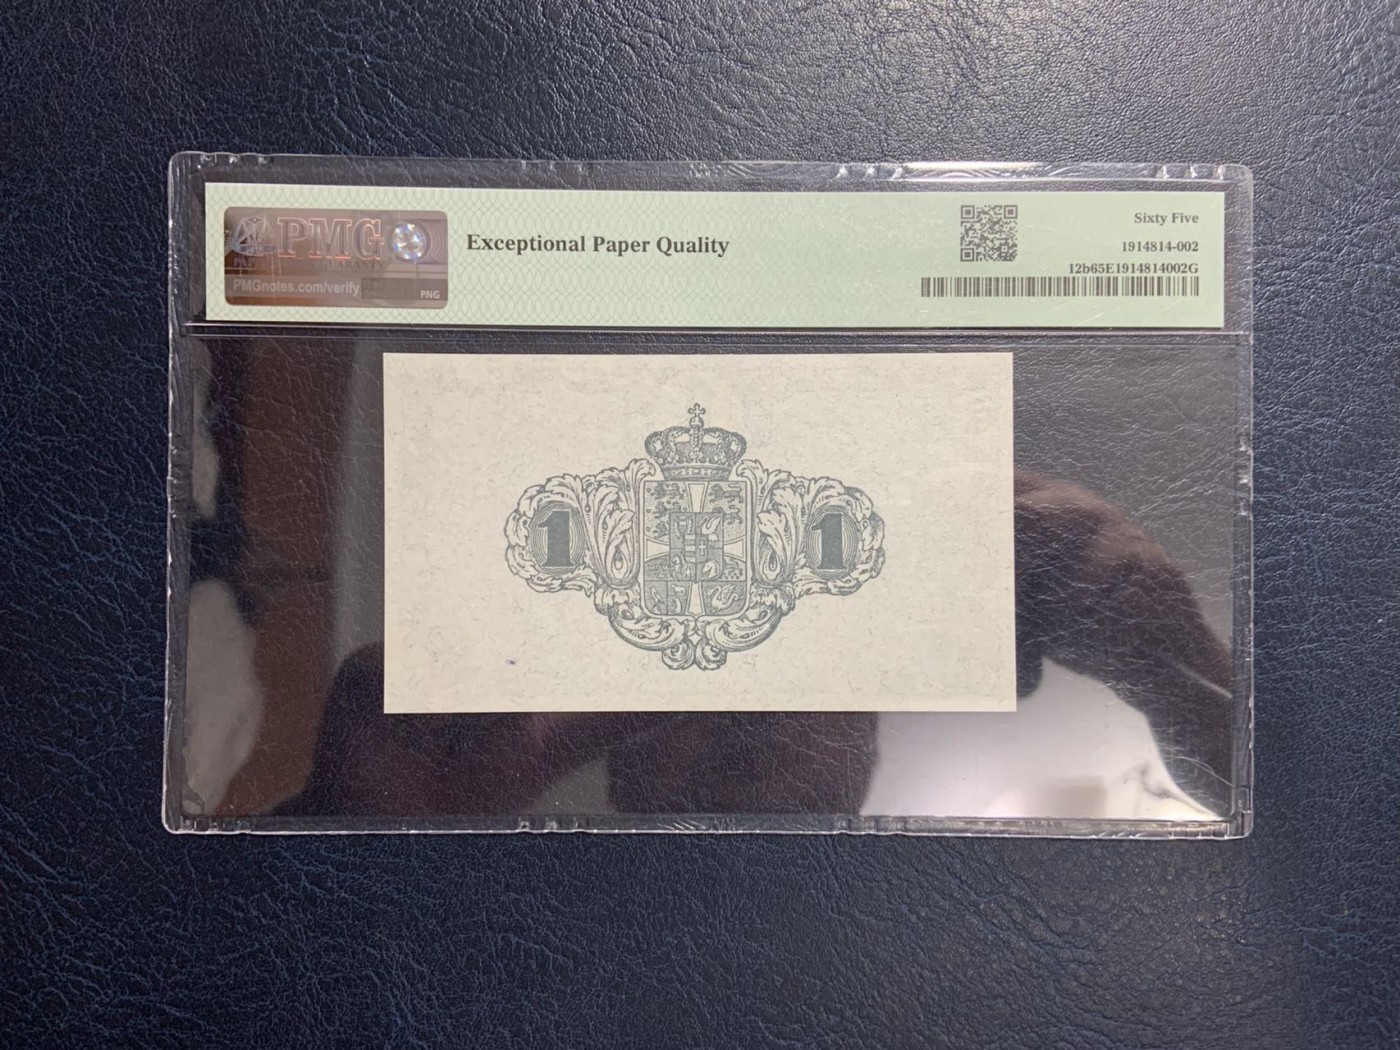 PMG
PMGnotes.com/verify
PNG
Exceptional Paper Quality
Sixty Five
1914814-002
12b65E1914814002G
1
1